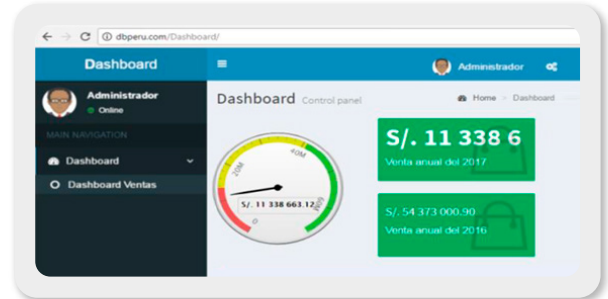 dbperu.com/Dashboard/
Dashboard
Administrador
Administrador
Online
Dashboard Control panel
Home > Dashboard
MAIN NAVIGATION
Dashboard
Dashboard Ventas
20M
40M
60M
0
S/. 11 338 663.12
S/. 11 338 6
Venta anual del 2017
S/. 54 373 000.90
Venta anual del 2016